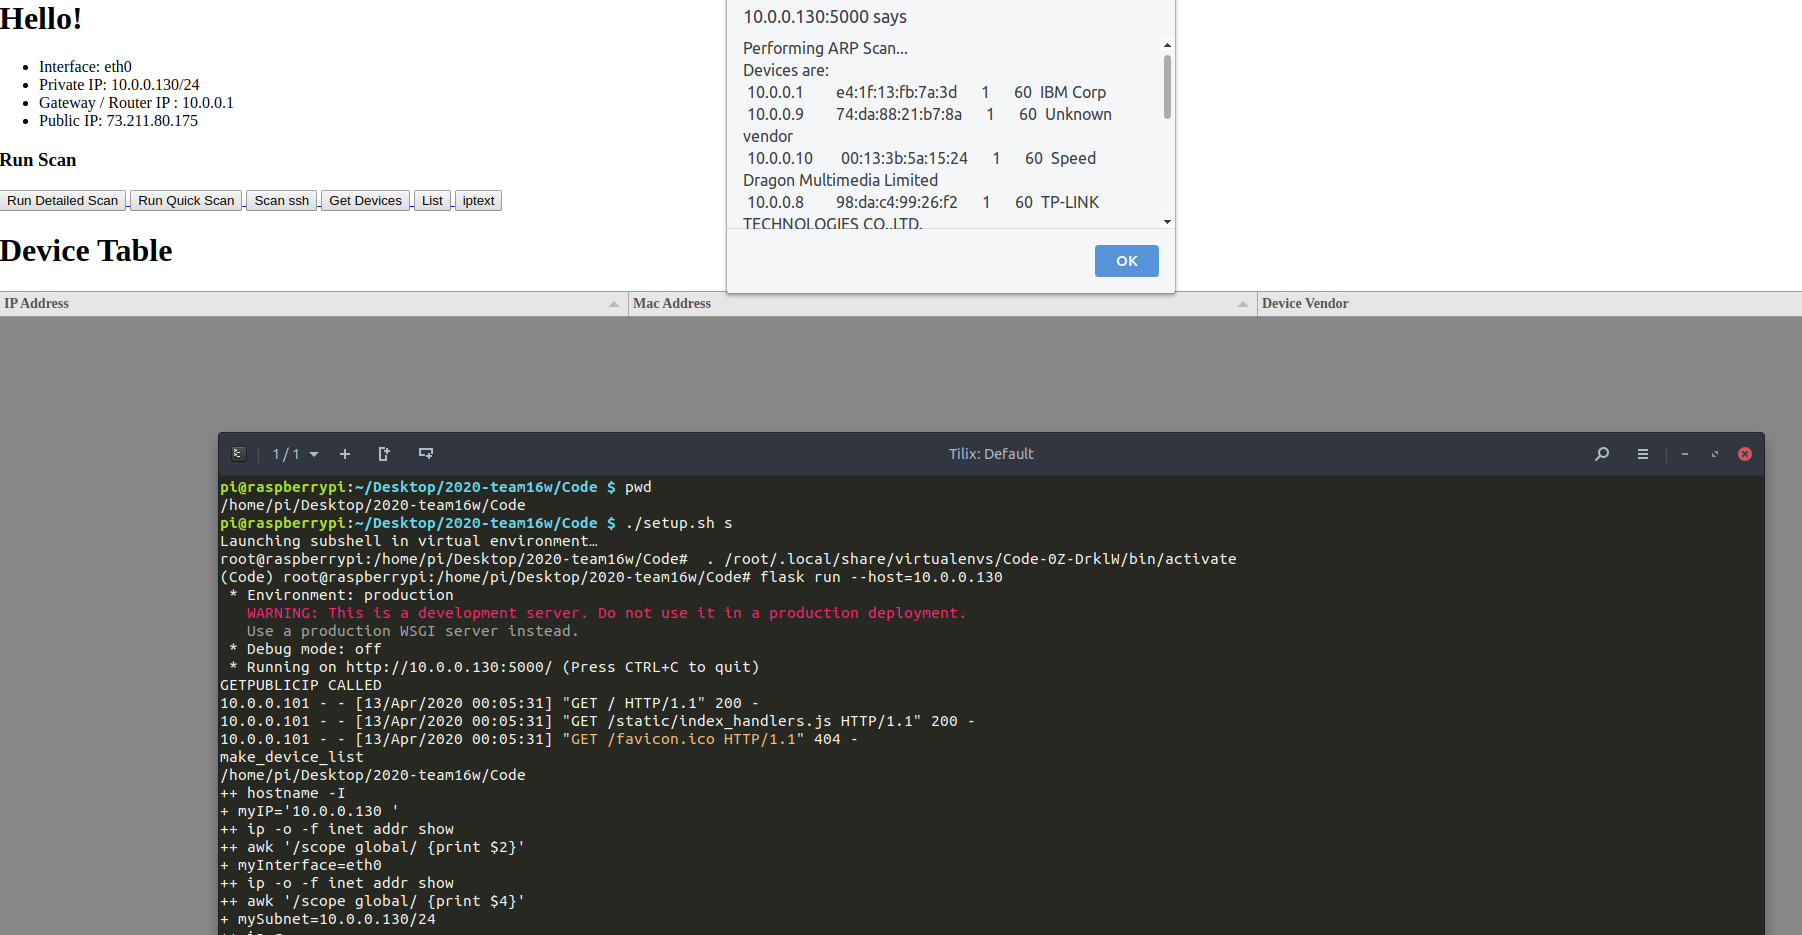 Hello!
Interface: eth0
Private IP: 10.0.0.130/24
Gateway / Router IP : 10.0.0.1
Public IP: 73.211.80.175
Run Scan
Run Detailed Scan Run Quick Scan Scan ssh Get Devices List iptext
Device Table
IP Address Mac Address Device Vendor
10.0.0.130:5000 says
Performing ARP Scan...
Devices are:
10.0.0.1 e4:1f:13:fb:7a:3d 1 60 IBM Corp
10.0.0.9 74:da:88:21:b7:8a 1 60 Unknown
vendor
10.0.0.10 00:13:3b:5a:15:24 1 60 Speed
Dragon Multimedia Limited
10.0.0.8 98:da:c4:99:26:f2 1 60 TP-LINK
TECHNOLOGIES CO.,LTD.
OK
1 / 1 Tilix: Default
pi@raspberrypi:~/Desktop/2020-team16w/Code $ pwd
/home/pi/Desktop/2020-team16w/Code
pi@raspberrypi:~/Desktop/2020-team16w/Code $ ./setup.sh s
Launching subshell in virtual environment…
root@raspberrypi:/home/pi/Desktop/2020-team16w/Code#  . /root/.local/share/virtualenvs/Code-0Z-DrklW/bin/activate
(Code) root@raspberrypi:/home/pi/Desktop/2020-team16w/Code# flask run --host=10.0.0.130
 * Environment: production
   WARNING: This is a development server. Do not use it in a production deployment.
   Use a production WSGI server instead.
 * Debug mode: off
 * Running on http://10.0.0.130:5000/ (Press CTRL+C to quit)
GETPUBLICIP CALLED
10.0.0.101 - - [13/Apr/2020 00:05:31] "GET / HTTP/1.1" 200 -
10.0.0.101 - - [13/Apr/2020 00:05:31] "GET /static/index_handlers.js HTTP/1.1" 200 -
10.0.0.101 - - [13/Apr/2020 00:05:31] "GET /favicon.ico HTTP/1.1" 404 -
make_device_list
/home/pi/Desktop/2020-team16w/Code
++ hostname -I
+ myIP='10.0.0.130 '
++ ip -o -f inet addr show
++ awk '/scope global/ {print $2}'
+ myInterface=eth0
++ ip -o -f inet addr show
++ awk '/scope global/ {print $4}'
+ mySubnet=10.0.0.130/24